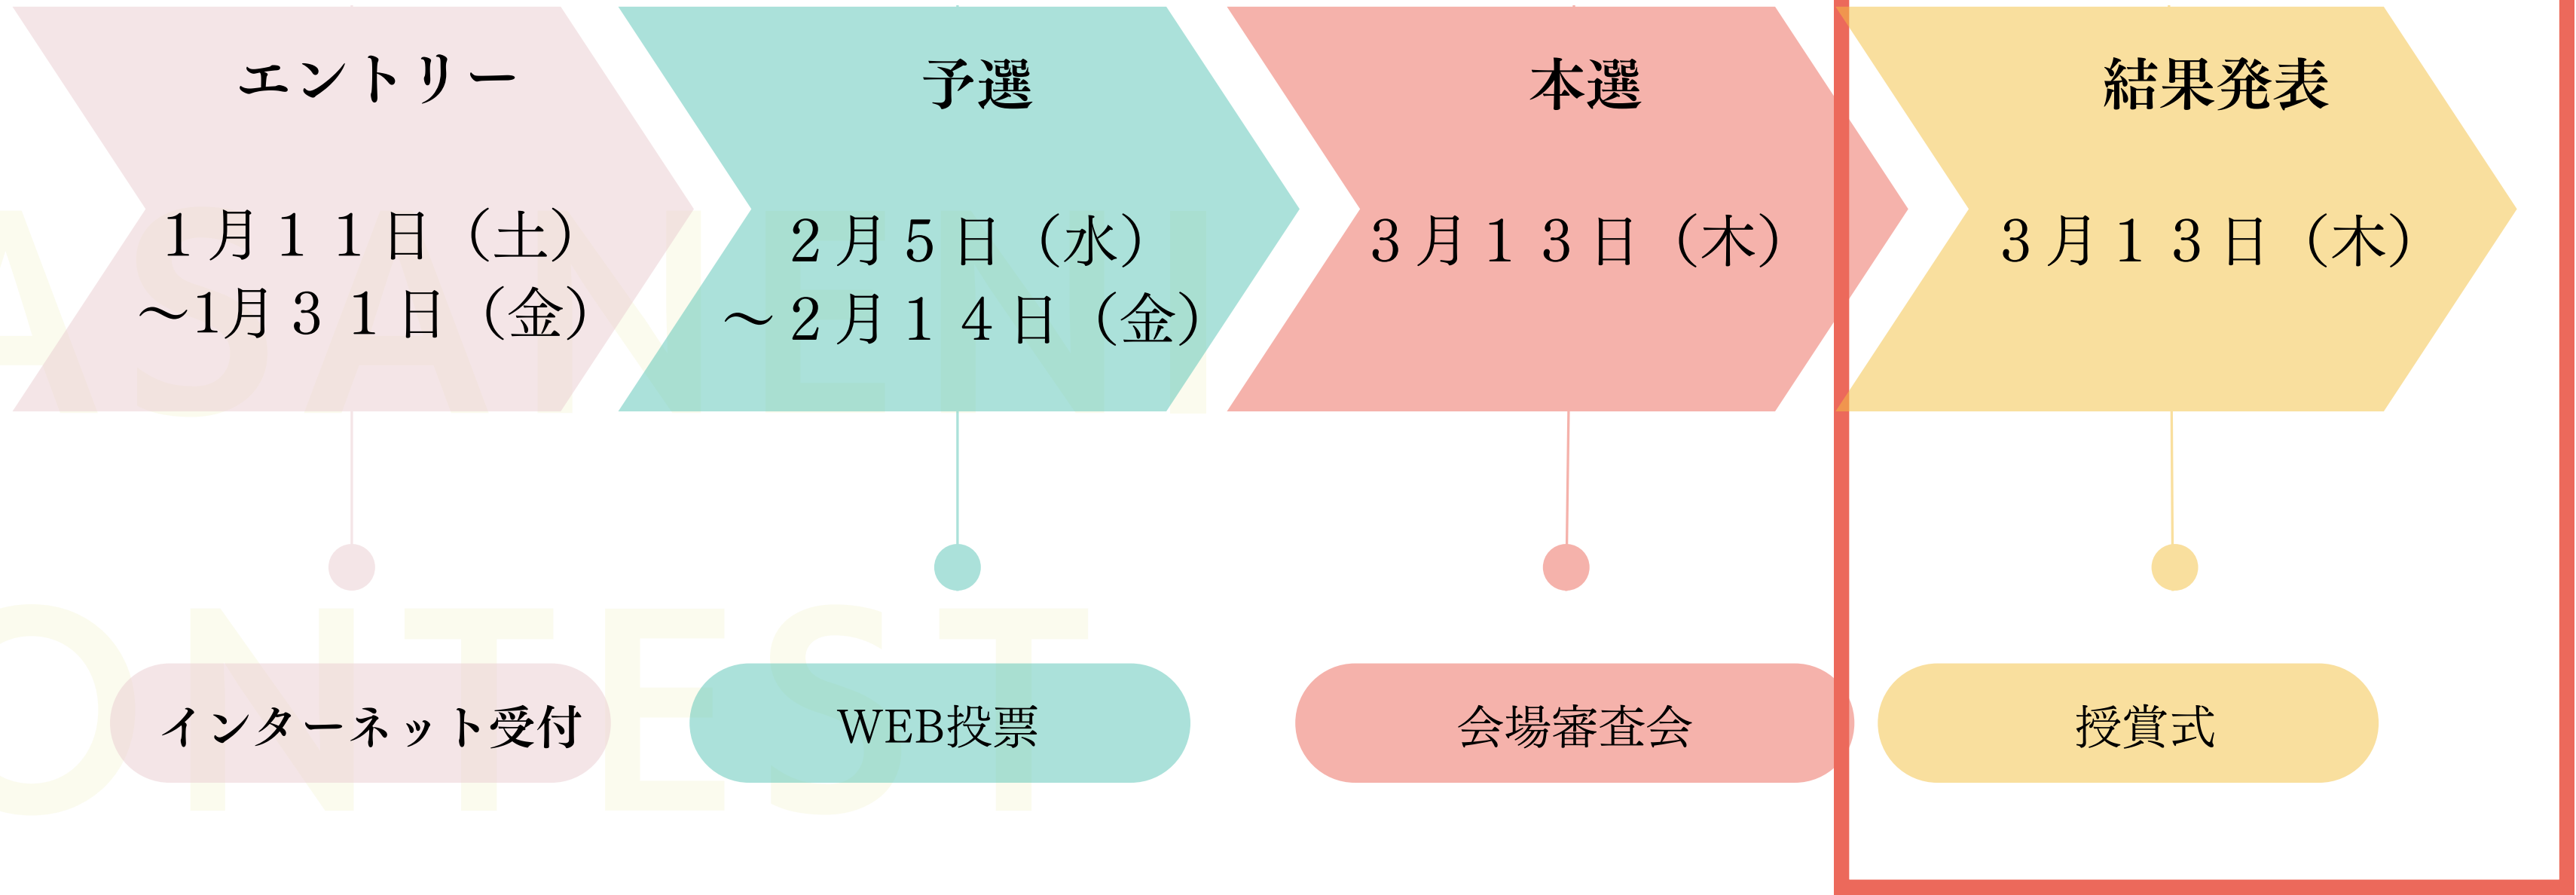 エントリー
１月１１日（土）
～1月３１日（金）
予選
２月５日（水）
～２月１４日（金）
本選
３月１３日（木）
結果発表
３月１３日（木）
ASANENI
ONTEST
インターネット受付
WEB投票
会場審査会
授賞式